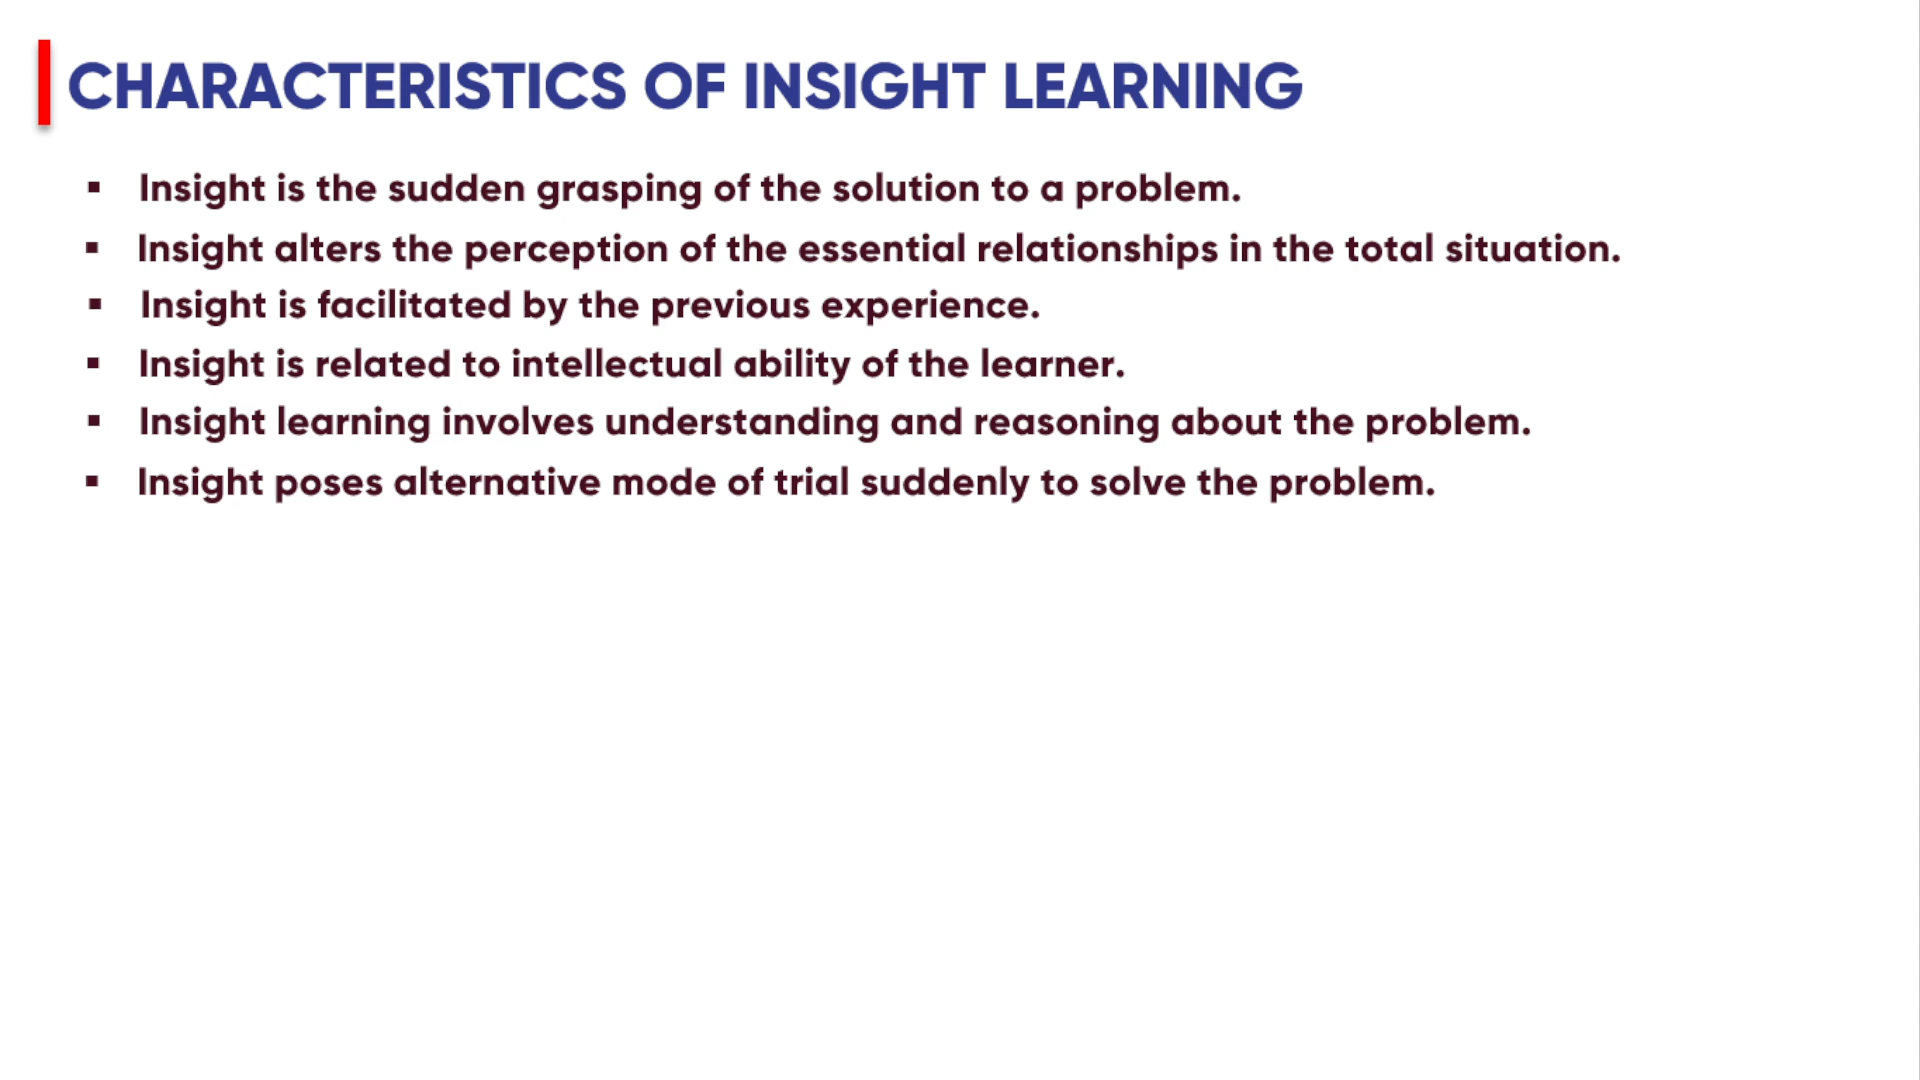 CHARACTERISTICS OF INSIGHT LEARNING
▪ Insight is the sudden grasping of the solution to a problem.
▪ Insight alters the perception of the essential relationships in the total situation.
▪ Insight is facilitated by the previous experience.
▪ Insight is related to intellectual ability of the learner.
▪ Insight learning involves understanding and reasoning about the problem.
▪ Insight poses alternative mode of trial suddenly to solve the problem.